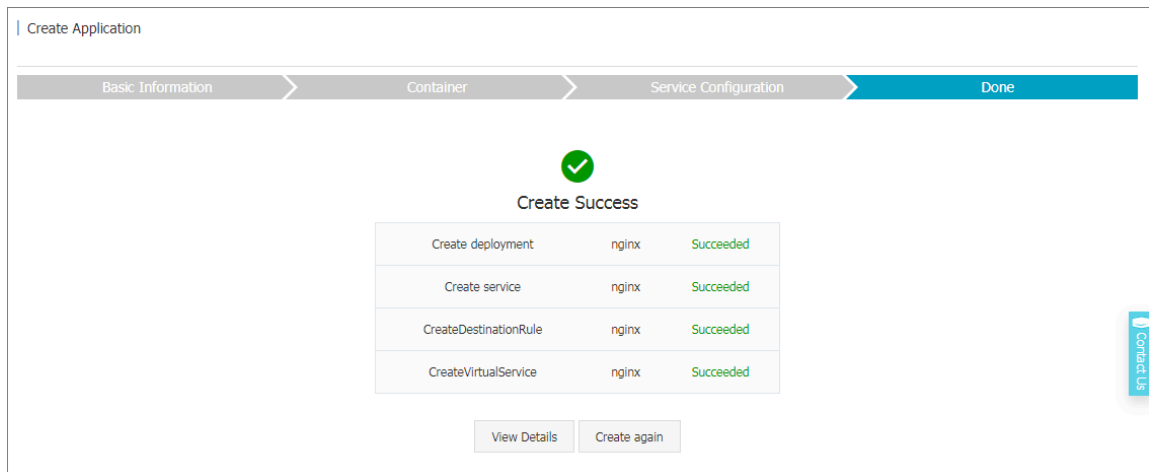 Create Application
Basic Information Container Service Configuration Done
Create Success
Create deployment nginx Succeeded
Create service nginx Succeeded
CreateDestinationRule nginx Succeeded
CreateVirtualService nginx Succeeded
View Details Create again
Contact Us